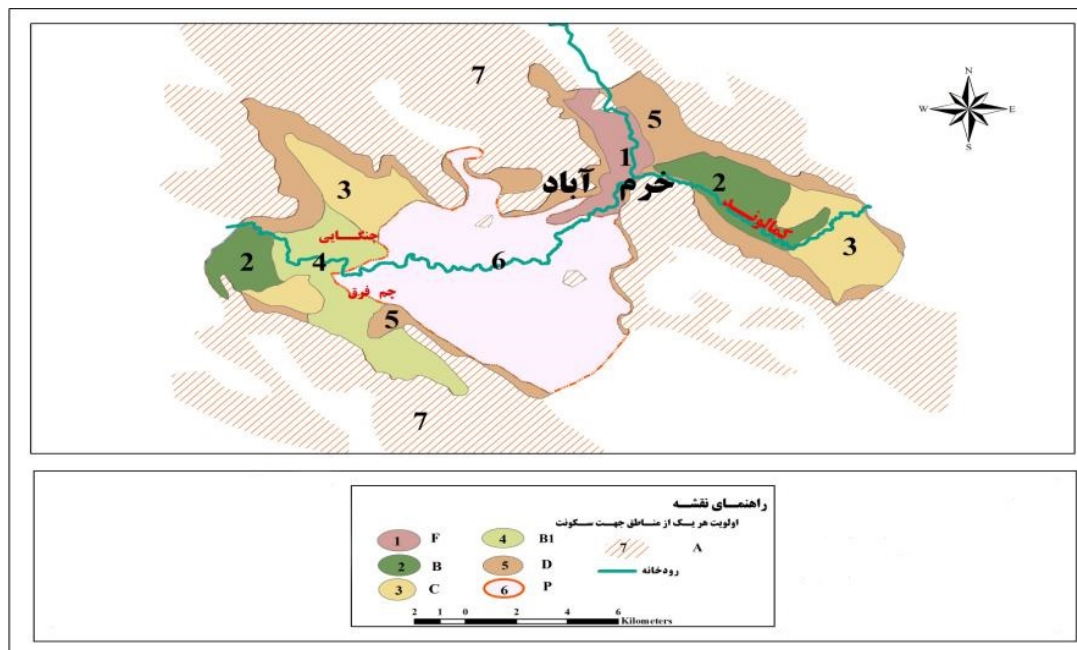 N
W E
S
7
5
1
خرم آباد
2
3
کمالوند
3
چنگایی
2
4
6
چم فرق
5
7
راهنمای نقشه
اولویت هر یک از مناطق جهت سکونت
1 F
4 B1
7 A
2 B
5 D
رودخانه
3 C
6 P
2 1 0 2 4 6
Kilometers